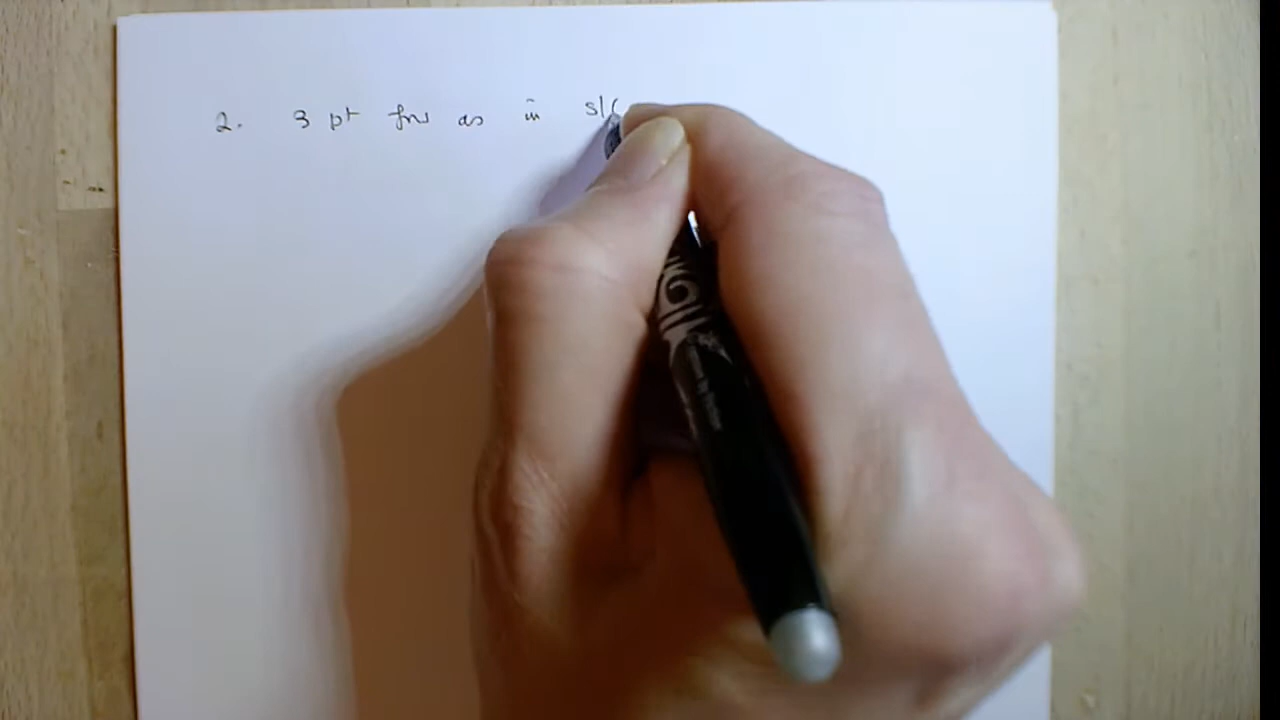 2. 3 pt fns as in